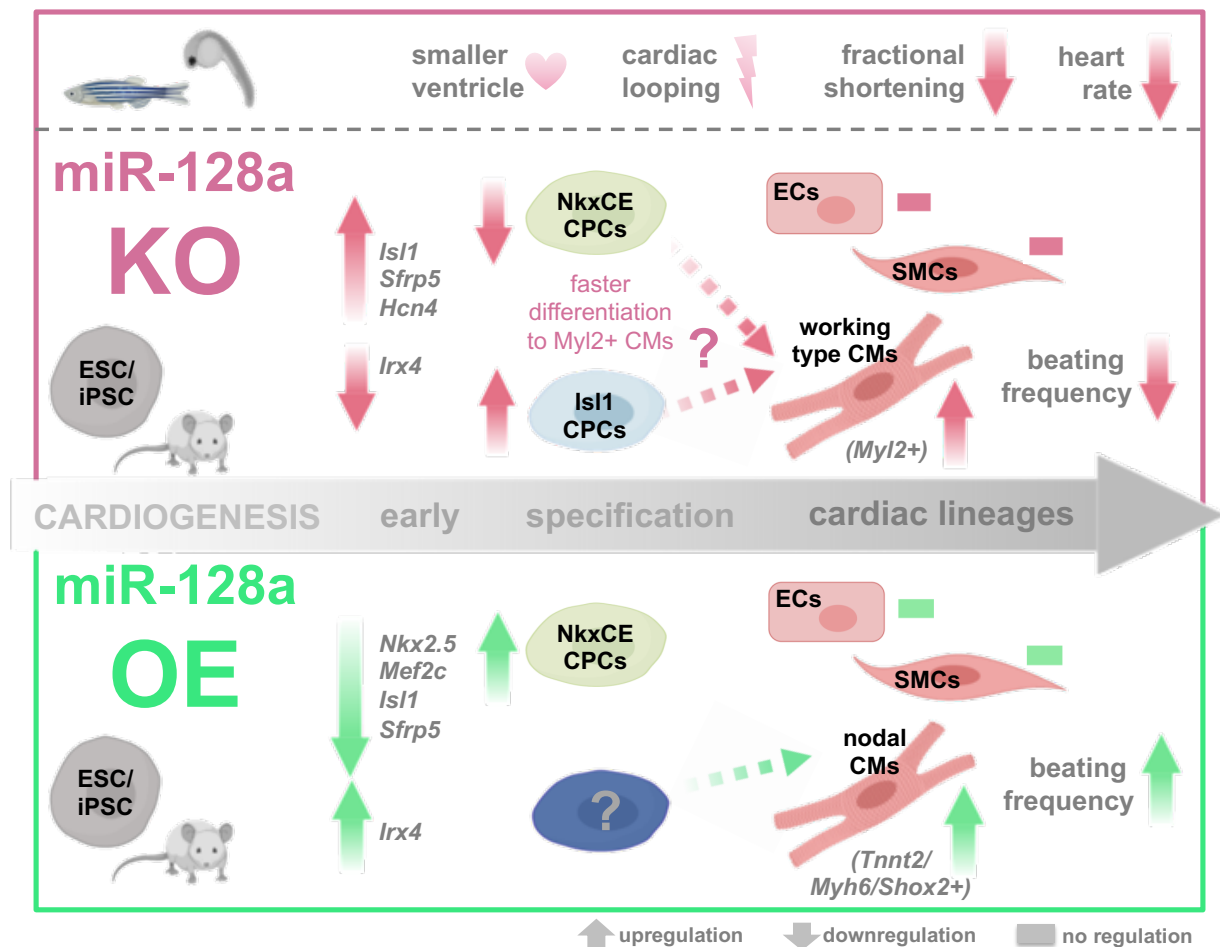 smaller
ventricle
cardiac
looping
fractional
shortening
heart
rate
miR-128a
KO
Isl1
Sfrp5
Hcn4
Irx4
ESC/
iPSC
NkxCE
CPCs
faster
differentiation
to Myl2+ CMs
?
Isl1
CPCs
ECs
SMCs
working
type CMs
(Myl2+)
beating
frequency
CARDIOGENESIS early specification cardiac lineages
miR-128a
OE
Nkx2.5
Mef2c
Isl1
Sfrp5
Irx4
ESC/
iPSC
NkxCE
CPCs
?
ECs
SMCs
nodal
CMs
(Tnnt2/
Myh6/Shox2+)
beating
frequency
upregulation downregulation no regulation